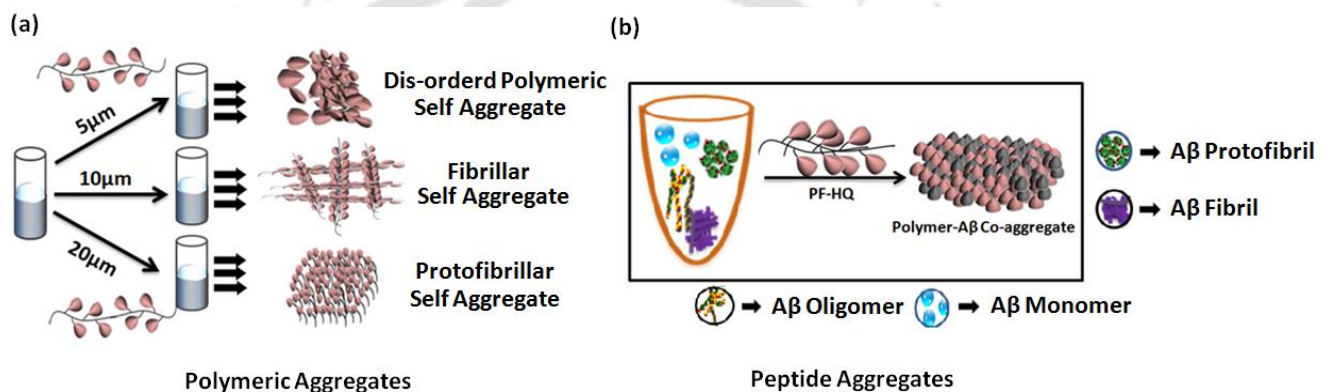 (a)
5μm
10μm
20μm
Dis-orderd Polymeric
Self Aggregate
Fibrillar
Self Aggregate
Protofibrillar
Self Aggregate
Polymeric Aggregates
(b)
PF-HQ
Polymer-Aβ Co-aggregate
Aβ Protofibril
Aβ Fibril
Aβ Oligomer
Aβ Monomer
Peptide Aggregates